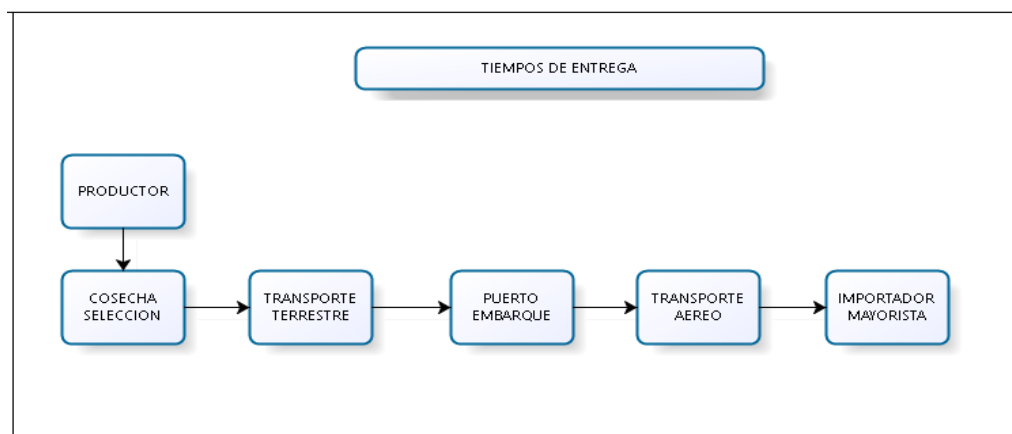 TIEMPOS DE ENTREGA
PRODUCTOR
COSECHA
SELECCION
TRANSPORTE
TERRESTRE
PUERTO
EMBARQUE
TRANSPORTE
AEREO
IMPORTADOR
MAYORISTA